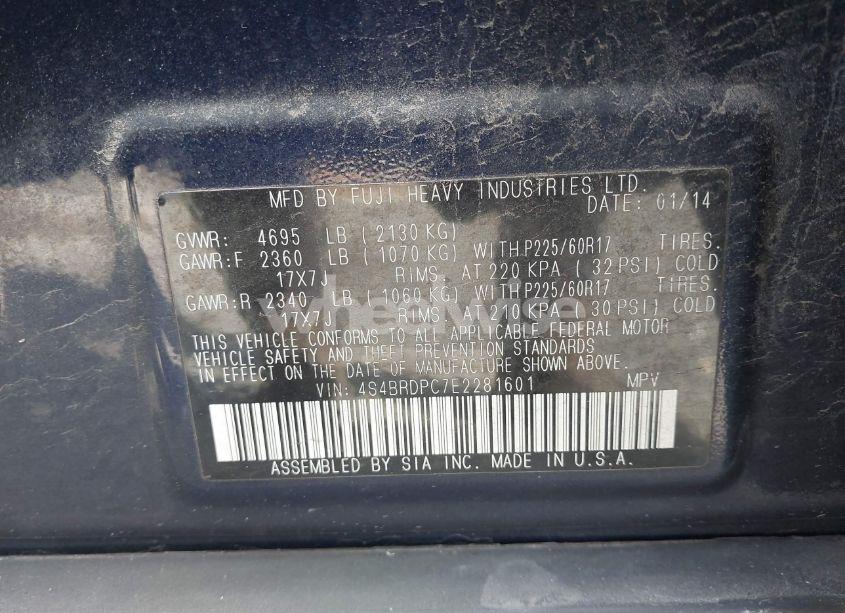 MFD BY FUJI HEAVY INDUSTRIES LTD.
DATE: 01/14
GVWR: 4695 LB ( 2130 KG)
GAWR:F 2360 LB ( 1070 KG) WITH P225/60R17 TIRES.
17X7J RIMS. AT 220 KPA ( 32 PSI) COLD
GAWR:R 2340 LB ( 1060 KG) WITH P225/60R17 TIRES.
17X7J RIMS. AT 210 KPA ( 30 PSI) COLD
wheelwise
THIS VEHICLE CONFORMS TO ALL APPLICABLE FEDERAL MOTOR
VEHICLE SAFETY AND THEFT PREVENTION STANDARDS
IN EFFECT ON THE DATE OF MANUFACTURE SHOWN ABOVE.
VIN: 4S4BRDPC7E2281601 MPV
ASSEMBLED BY SIA INC. MADE IN U.S.A.